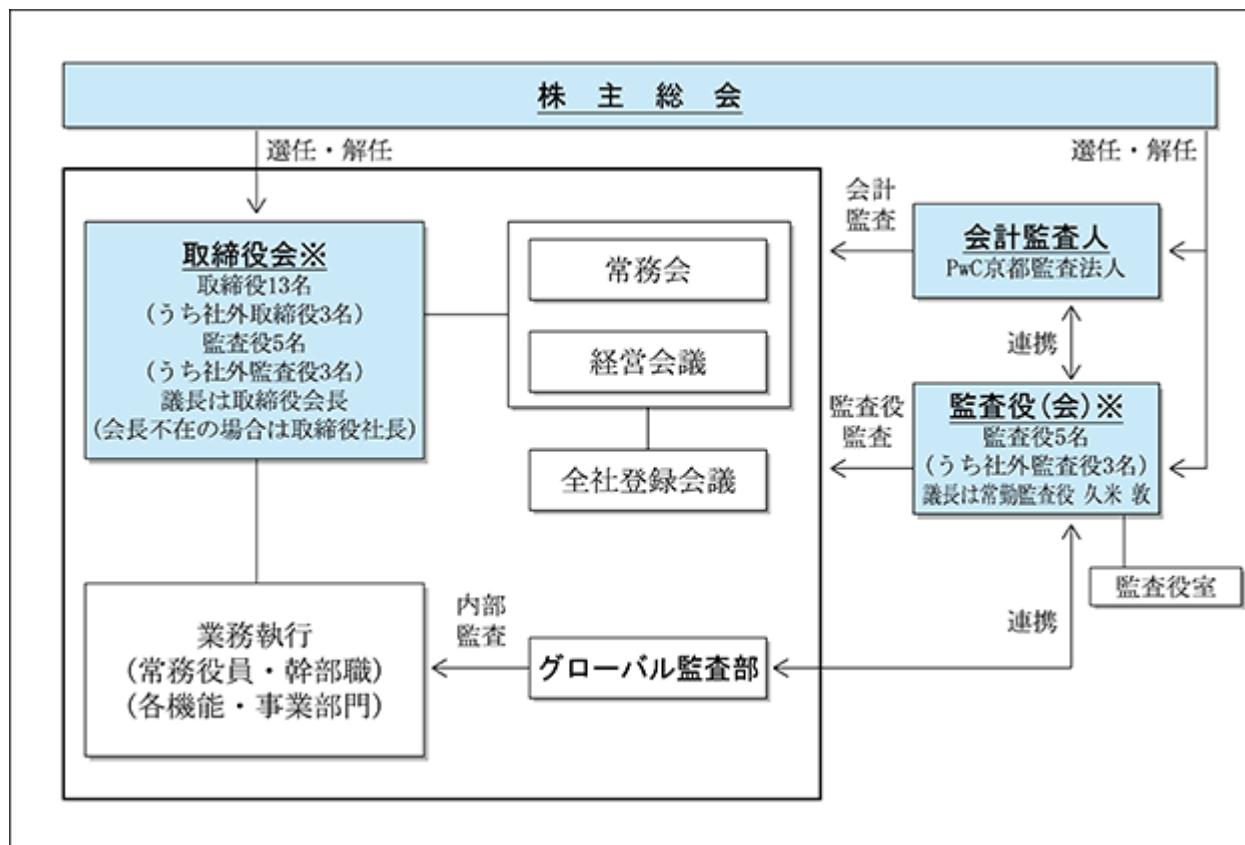 株 主 総 会
選任・解任
選任・解任
取締役会※
取締役13名
(うち社外取締役3名)
監査役5名
(うち社外監査役3名)
議長は取締役会長
(会長不在の場合は取締役社長)
常務会
経営会議
全社登録会議
会計
監査
会計監査人
PwC京都監査法人
連携
監査役
監査
監査役(会)※
監査役5名
(うち社外監査役3名)
議長は常勤監査役 久米 敦
監査役室
連携
業務執行
(常務役員・幹部職)
(各機能・事業部門)
内部
監査
グローバル監査部